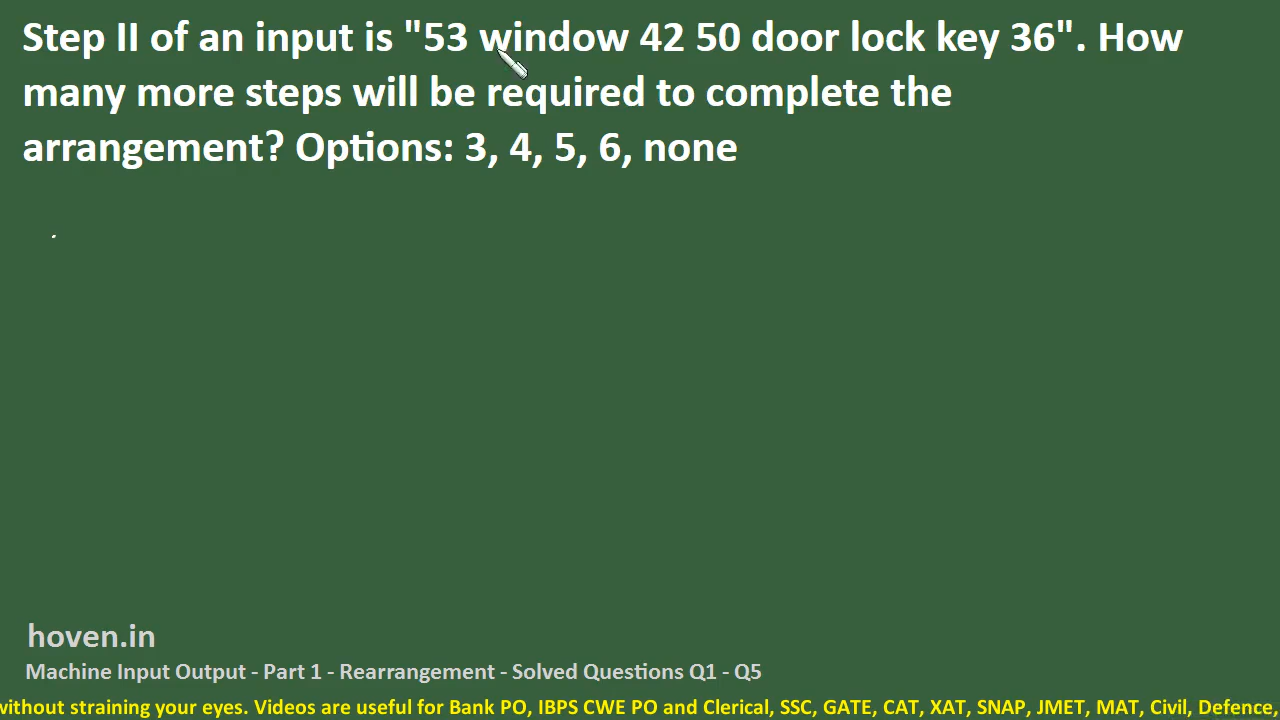 Step II of an input is "53 window 42 50 door lock key 36". How
many more steps will be required to complete the
arrangement? Options: 3, 4, 5, 6, none
hoven.in
Machine Input Output - Part 1 - Rearrangement - Solved Questions Q1 - Q5
without straining your eyes. Videos are useful for Bank PO, IBPS CWE PO and Clerical, SSC, GATE, CAT, XAT, SNAP, JMET, MAT, Civil, Defence,